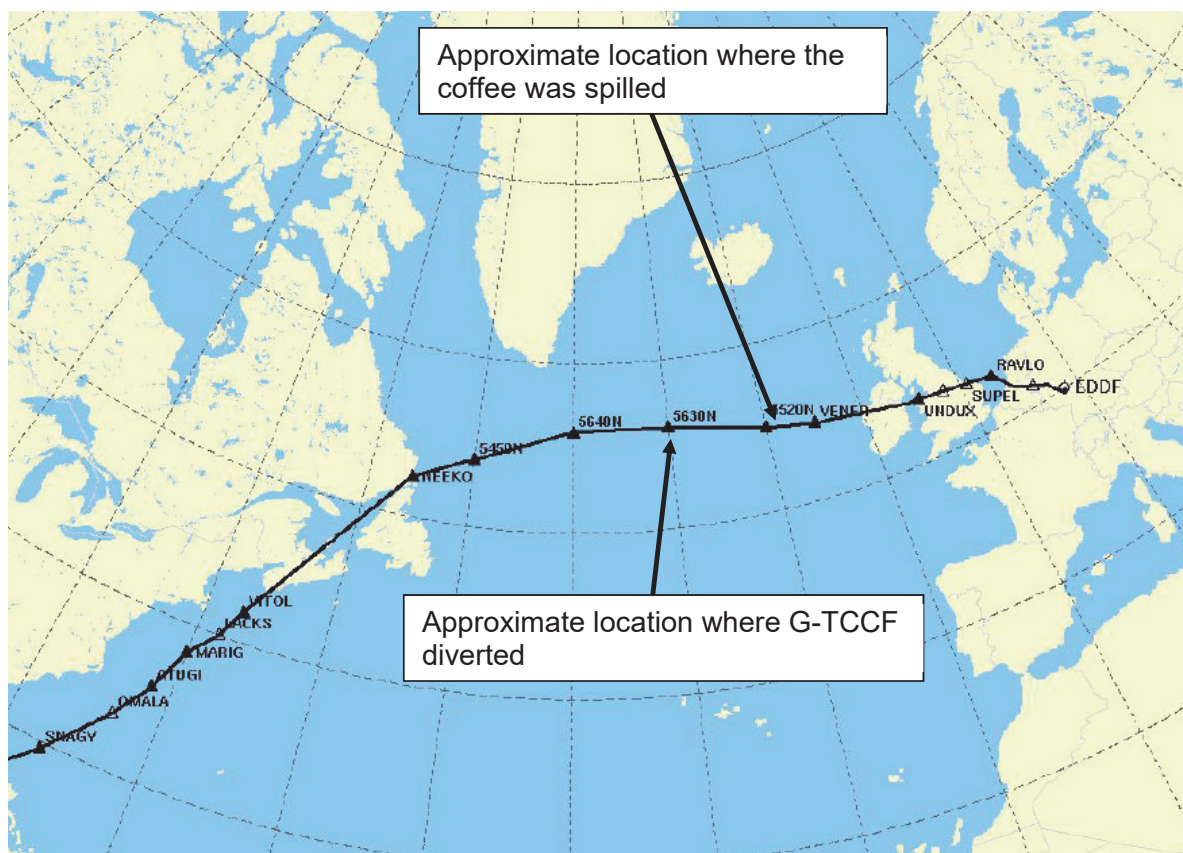 Approximate location where the
coffee was spilled
RAVLO
EDDF
SUPEL
UNDUX
VENER
520N
5630N
5640N
5450N
NEEKO
Approximate location where G-TCCF
diverted
VITOL
LACKS
MARIG
ATUGI
OMALA
SNAGY